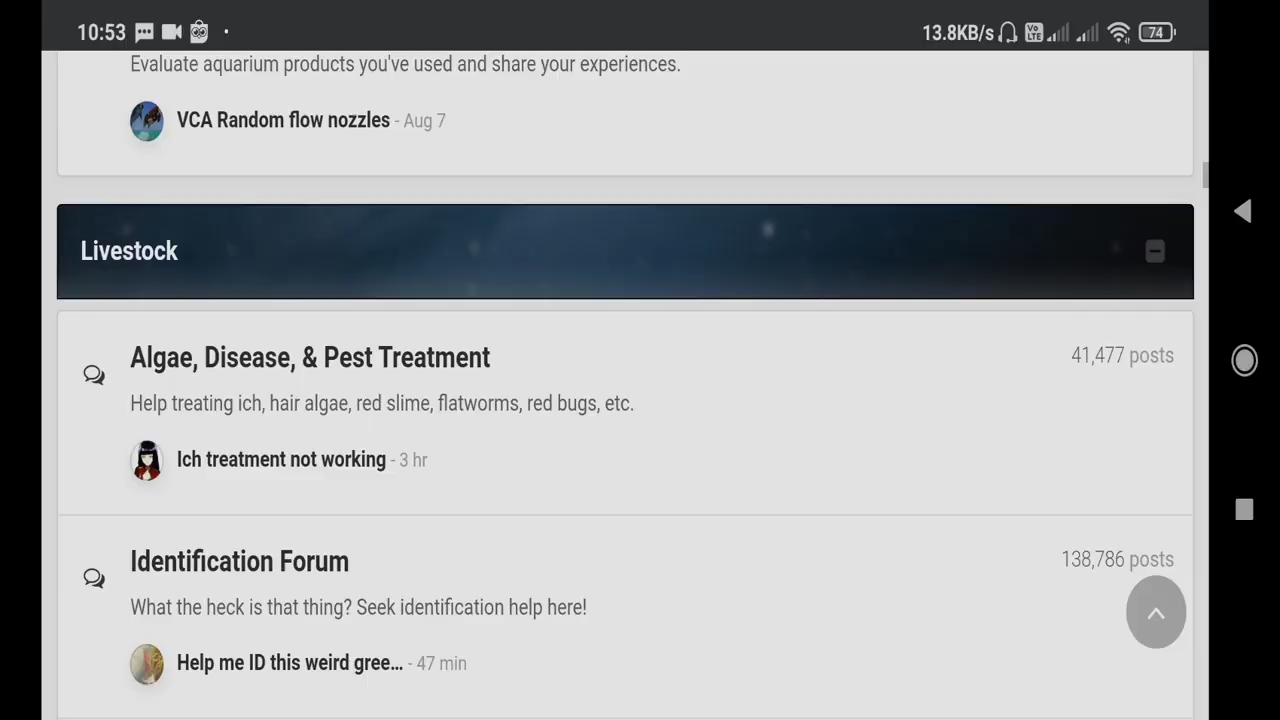 10:53 13.8KB/s Vo LTE 74
Evaluate aquarium products you've used and share your experiences.
VCA Random flow nozzles - Aug 7
Livestock
Algae, Disease, & Pest Treatment 41,477 posts
Help treating ich, hair algae, red slime, flatworms, red bugs, etc.
Ich treatment not working - 3 hr
Identification Forum 138,786 posts
What the heck is that thing? Seek identification help here!
Help me ID this weird gree... - 47 min